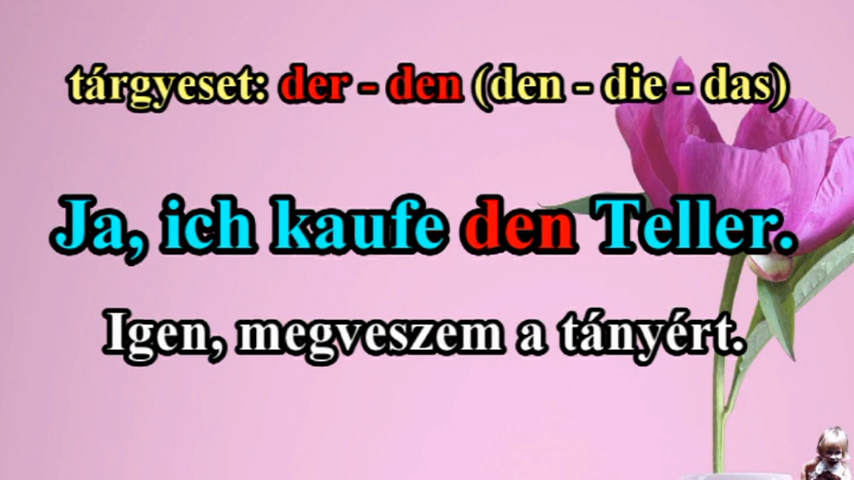 tárgyeset: der - den (den - die - das)
Ja, ich kaufe den Teller.
Igen, megveszem a tányért.